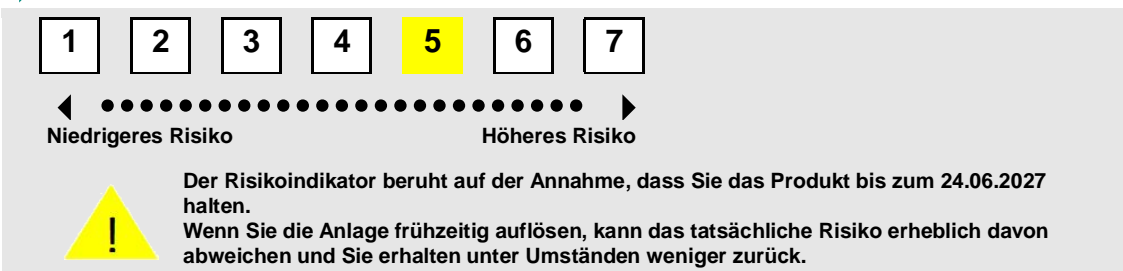 1 2 3 4 5 6 7
Niedrigeres Risiko Höheres Risiko
Der Risikoindikator beruht auf der Annahme, dass Sie das Produkt bis zum 24.06.2027
halten.
! Wenn Sie die Anlage frühzeitig auflösen, kann das tatsächliche Risiko erheblich davon
abweichen und Sie erhalten unter Umständen weniger zurück.